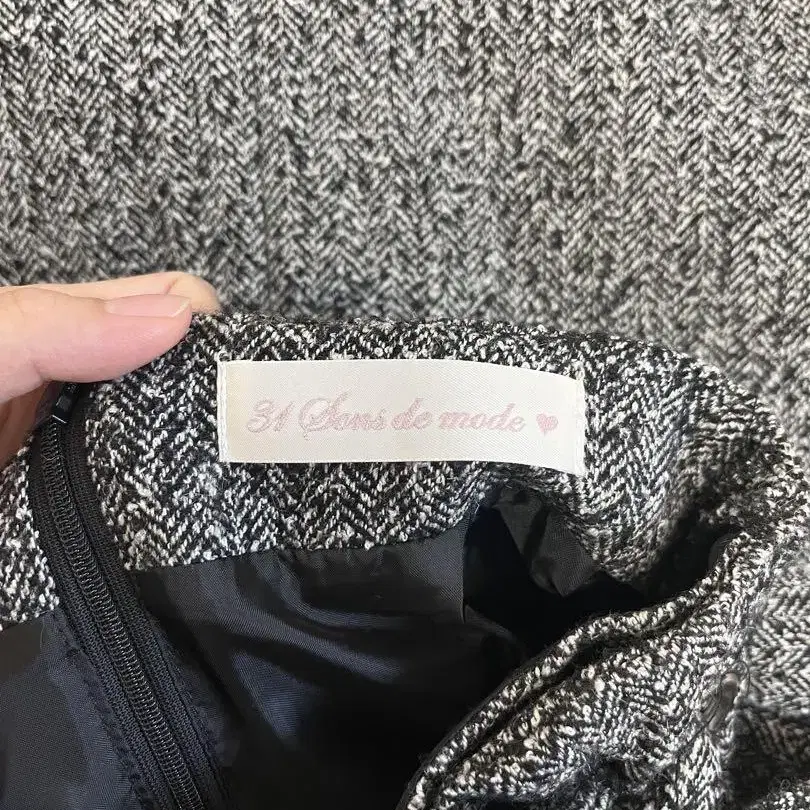 31 Sons de mode ♥